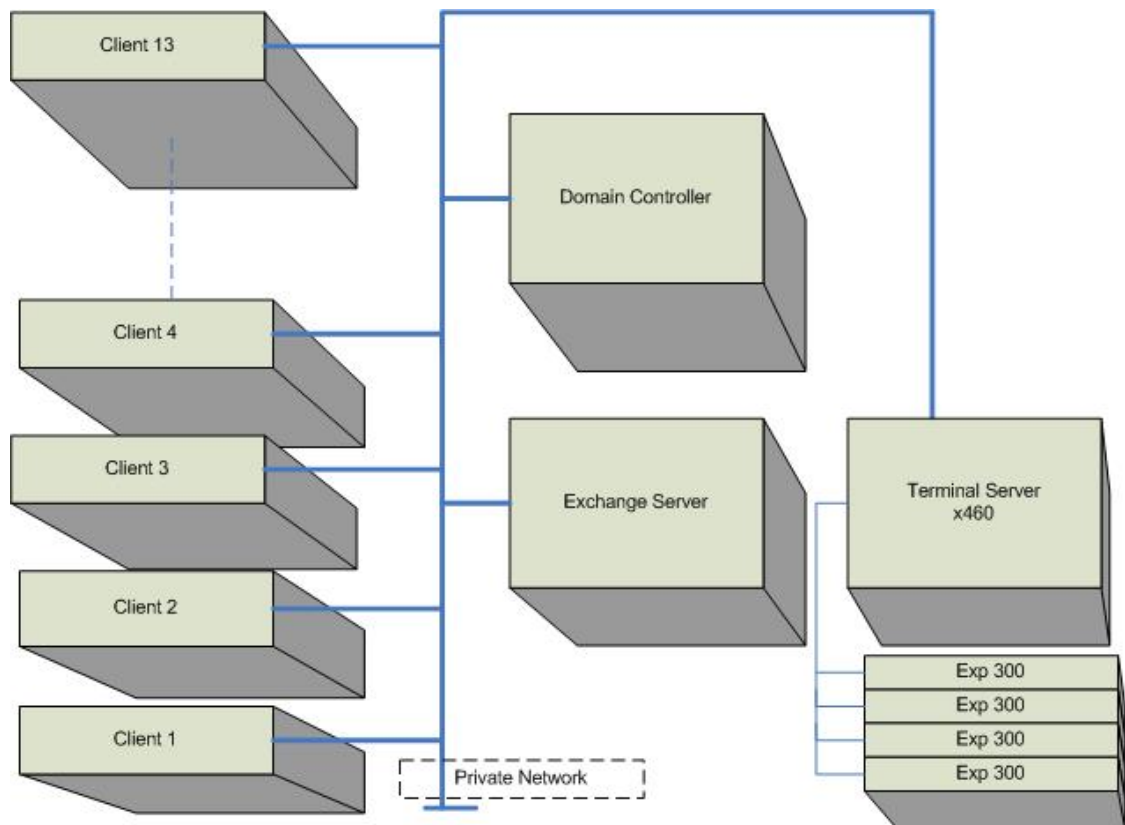 Client 13
Domain Controller
Client 4
Client 3
Exchange Server
Terminal Server
x460
Client 2
Exp 300
Exp 300
Exp 300
Exp 300
Client 1
Private Network